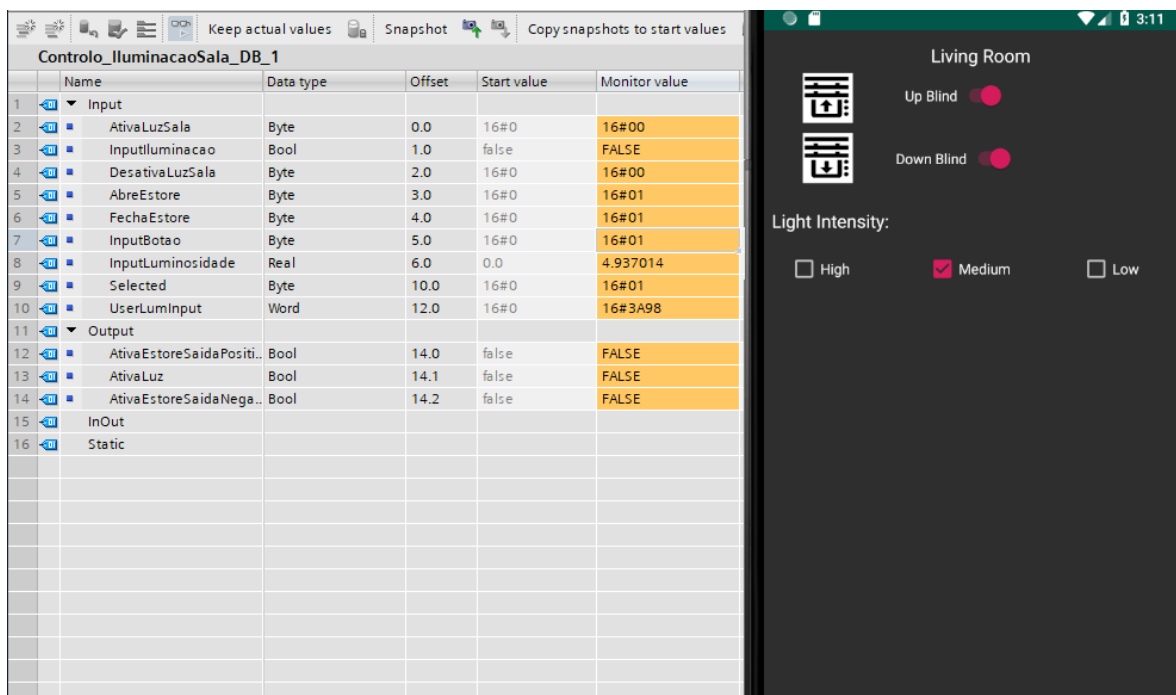 Keep actual values Snapshot Copy snapshots to start values
Controlo_IluminacaoSala_DB_1
Name Data type Offset Start value Monitor value
1 Input
2 AtivaLuzSala Byte 0.0 16#0 16#00
3 InputIluminacao Bool 1.0 false FALSE
4 DesativaLuzSala Byte 2.0 16#0 16#00
5 AbreEstore Byte 3.0 16#0 16#01
6 FechaEstore Byte 4.0 16#0 16#01
7 InputBotao Byte 5.0 16#0 16#01
8 InputLuminosidade Real 6.0 0.0 4.937014
9 Selected Byte 10.0 16#0 16#01
10 UserLumInput Word 12.0 16#0 16#3A98
11 Output
12 AtivaEstoreSaidaPositi.. Bool 14.0 false FALSE
13 AtivaLuz Bool 14.1 false FALSE
14 AtivaEstoreSaidaNega.. Bool 14.2 false FALSE
15 InOut
16 Static
3:11
Living Room
Up Blind
Down Blind
Light Intensity:
High Medium Low